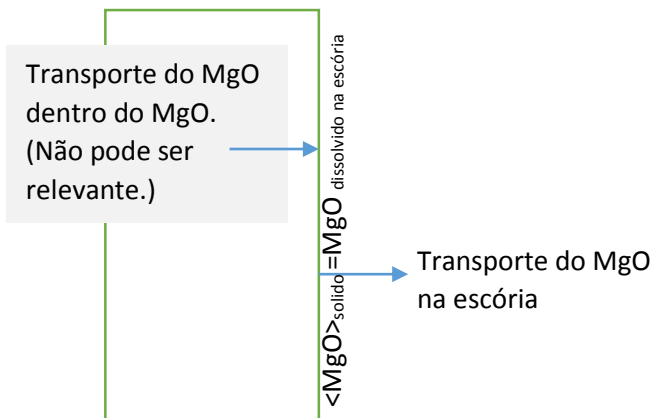 Transporte do MgO
dentro do MgO.
(Não pode ser
relevante.)
<MgO>solido=MgO dissolvido na escória
Transporte do MgO
na escória